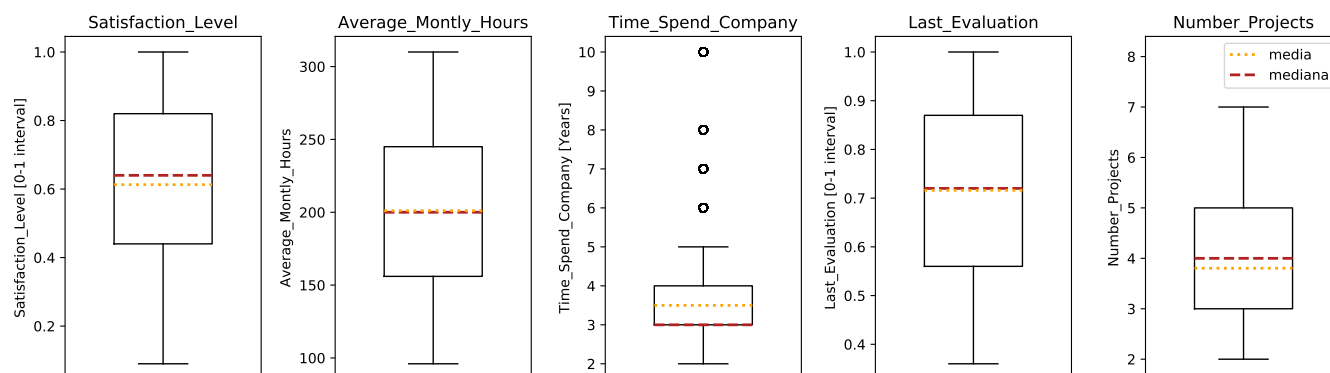 Satisfaction_Level
Satisfaction_Level [0-1 interval]
1.0
0.8
0.6
0.4
0.2
Average_Montly_Hours
Average_Montly_Hours
300
250
200
150
100
Time_Spend_Company
Time_Spend_Company [Years]
10
9
8
7
6
5
4
3
2
Last_Evaluation
Last_Evaluation [0-1 interval]
1.0
0.9
0.8
0.7
0.6
0.5
0.4
Number_Projects
Number_Projects
8
7
6
5
4
3
2
media
mediana